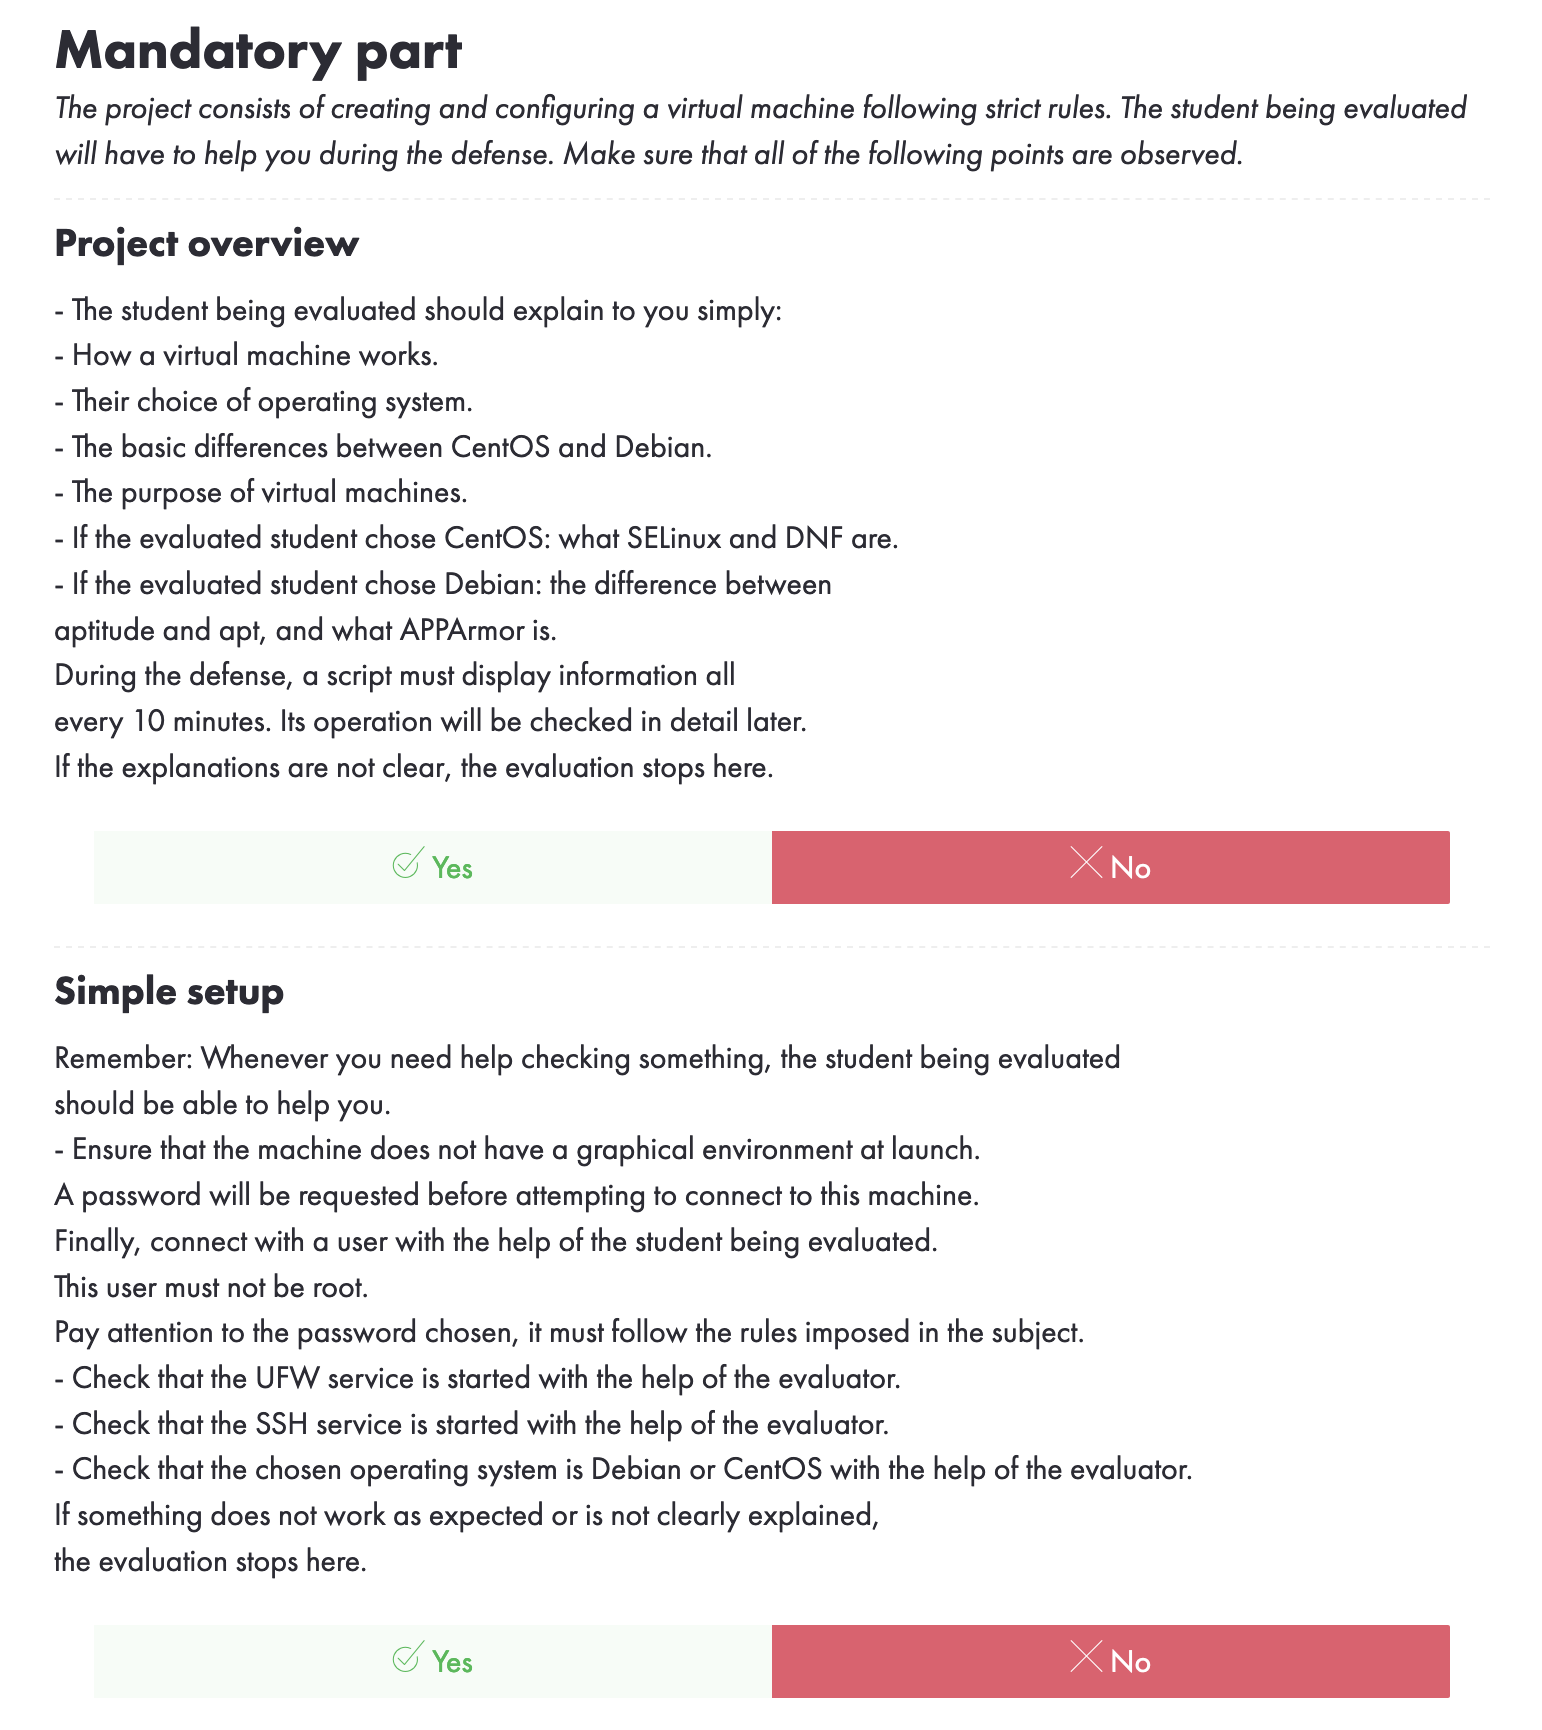 Mandatory part
The project consists of creating and configuring a virtual machine following strict rules. The student being evaluated
will have to help you during the defense. Make sure that all of the following points are observed.
Project overview
- The student being evaluated should explain to you simply:
- How a virtual machine works.
- Their choice of operating system.
- The basic differences between CentOS and Debian.
- The purpose of virtual machines.
- If the evaluated student chose CentOS: what SELinux and DNF are.
- If the evaluated student chose Debian: the difference between
aptitude and apt, and what APPArmor is.
During the defense, a script must display information all
every 10 minutes. Its operation will be checked in detail later.
If the explanations are not clear, the evaluation stops here.
Yes No
Simple setup
Remember: Whenever you need help checking something, the student being evaluated
should be able to help you.
- Ensure that the machine does not have a graphical environment at launch.
A password will be requested before attempting to connect to this machine.
Finally, connect with a user with the help of the student being evaluated.
This user must not be root.
Pay attention to the password chosen, it must follow the rules imposed in the subject.
- Check that the UFW service is started with the help of the evaluator.
- Check that the SSH service is started with the help of the evaluator.
- Check that the chosen operating system is Debian or CentOS with the help of the evaluator.
If something does not work as expected or is not clearly explained,
the evaluation stops here.
Yes No